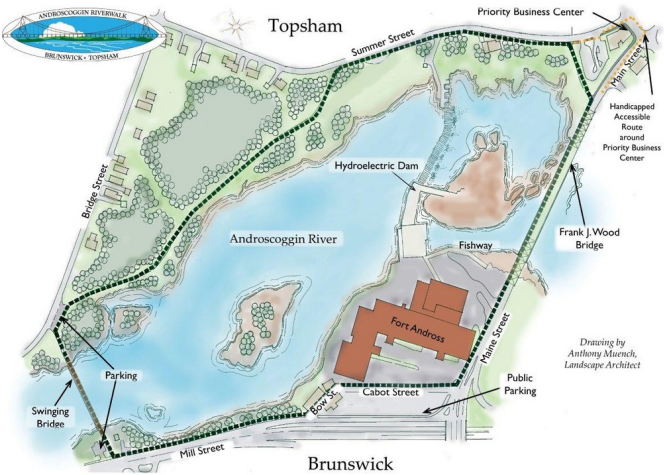 ANDROSCOGGIN RIVERWALK
BRUNSWICK • TOPSHAM
Topsham
Priority Business Center
Summer Street
Main Street
Handicapped
Accessible
Route
around
Priority Business
Center
Hydroelectric Dam
Bridge Street
Frank J. Wood
Bridge
Androscoggin River
Fishway
Fort Andross
Maine Street
Drawing by
Anthony Muench,
Landscape Architect
Parking
Public
Parking
Cabot Street
Bow St.
Swinging
Bridge
Mill Street
Brunswick